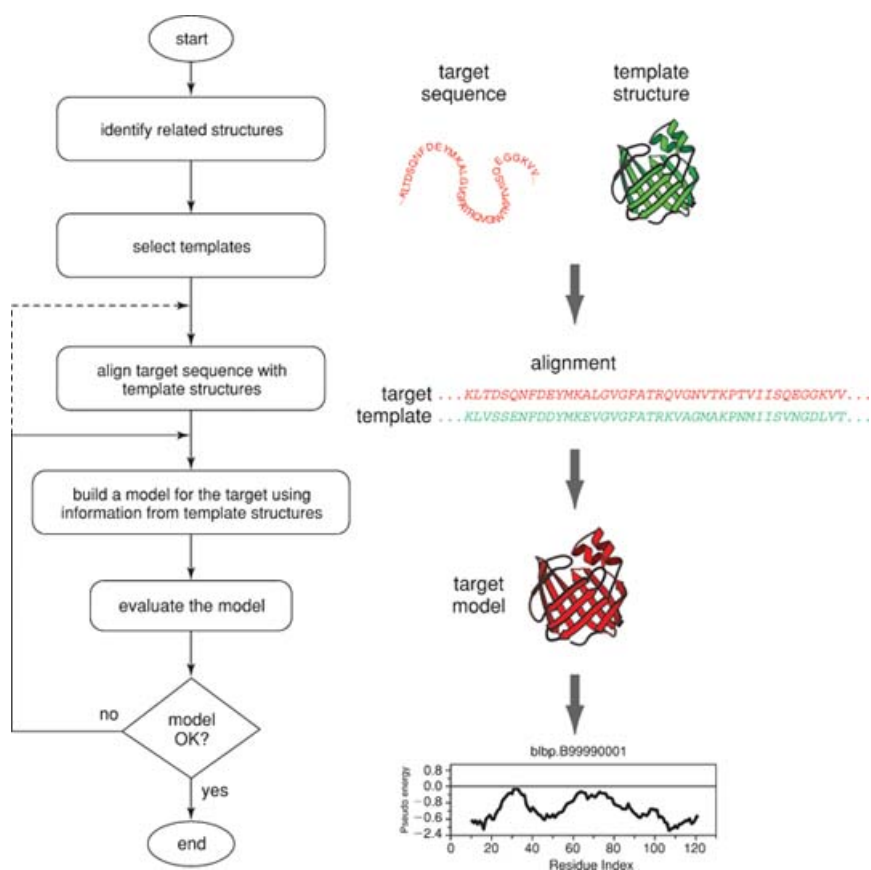 start
identify related structures
select templates
align target sequence with
template structures
build a model for the target using
information from template structures
evaluate the model
no
model
OK?
yes
end
target
sequence
template
structure
alignment
target ...KLTDSQNFDEYMKALGVGFATRQVGNVTKPTVIISQEGGKVV...
template ...KLVSSENFDDYMKEVGVGFATRKVAGMAKPNMIISVNGDLVT...
target
model
blbp.B99990001
Pseudo energy
0.8
0.0
−0.8
−1.6
−2.4
0 20 40 60 80 100 120
Residue Index